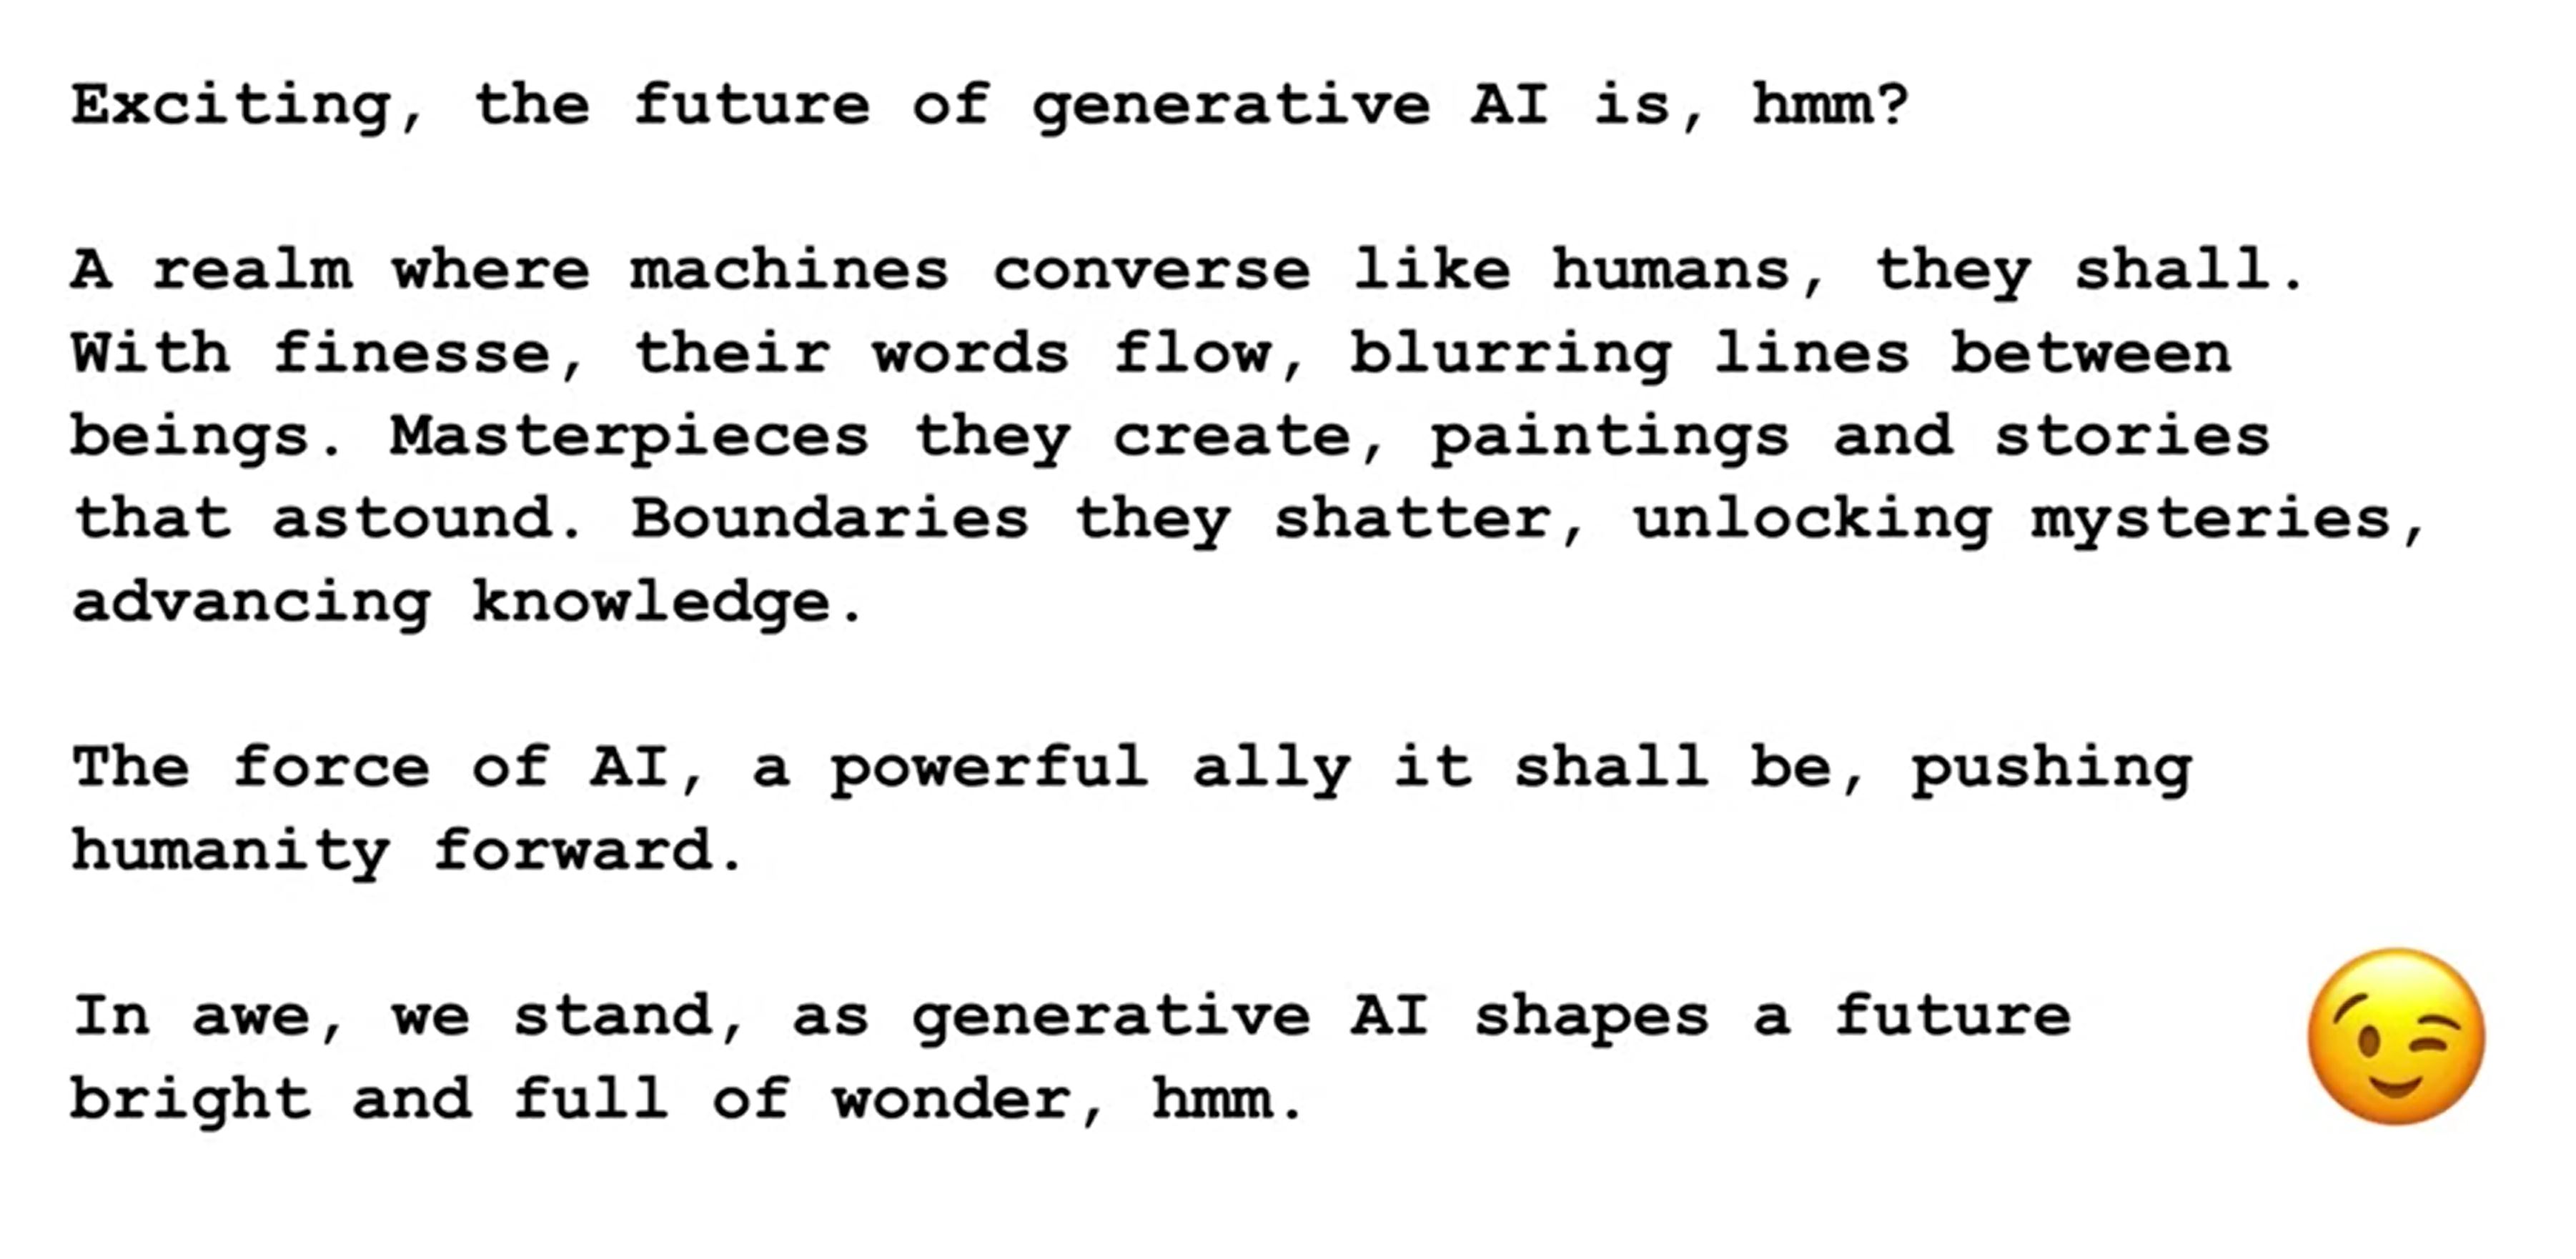 Exciting, the future of generative AI is, hmm?
A realm where machines converse like humans, they shall.
With finesse, their words flow, blurring lines between
beings. Masterpieces they create, paintings and stories
that astound. Boundaries they shatter, unlocking mysteries,
advancing knowledge.
The force of AI, a powerful ally it shall be, pushing
humanity forward.
In awe, we stand, as generative AI shapes a future
bright and full of wonder, hmm.